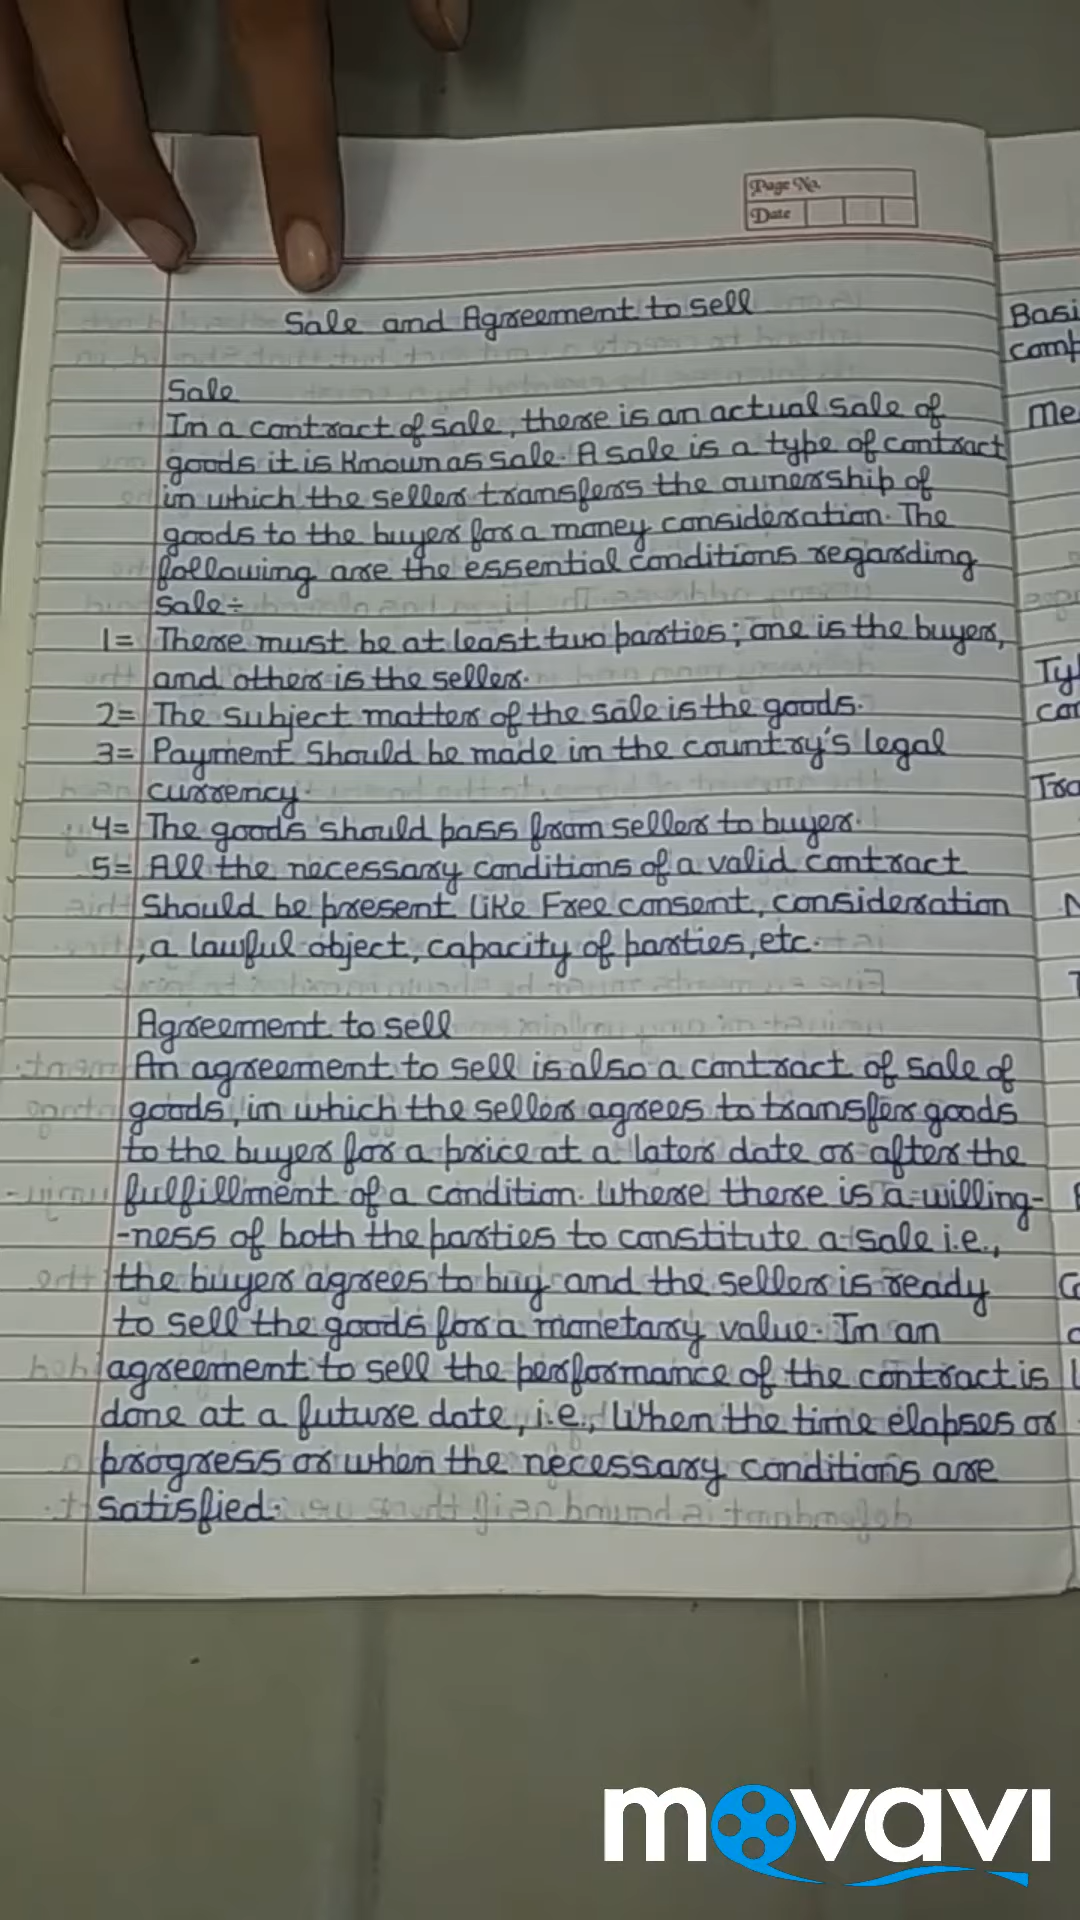 Page No.
Date
Sale and Agreement to sell
Sale
In a contract of sale, there is an actual sale of
goods it is Known as sale. A sale is a type of contract
in which the seller transfers the ownership of
goods to the buyer for a money consideration. The
following are the essential conditions regarding
sale÷
1= There must be at least two parties; one is the buyer,
and other is the seller.
2= The subject matter of the sale is the goods.
3= Payment Should be made in the country's legal
currency.
4= The goods should pass from seller to buyer.
5= All the necessary conditions of a valid contract
Should be present like Free consent, consideration
, a lawful object, capacity of parties, etc.
Agreement to sell
An agreement to sell is also a contract of sale of
goods, in which the seller agrees to transfer goods
to the buyer for a price at a later date or after the
fulfillment of a condition. Where there is a willing-
-ness of both the parties to constitute a sale i.e.,
the buyer agrees to buy and the seller is ready
to sell the goods for a monetary value. In an
agreement to sell the performance of the contract is
done at a future date, i.e., When the time elapses or
progress or when the necessary conditions are
satisfied.
movavi